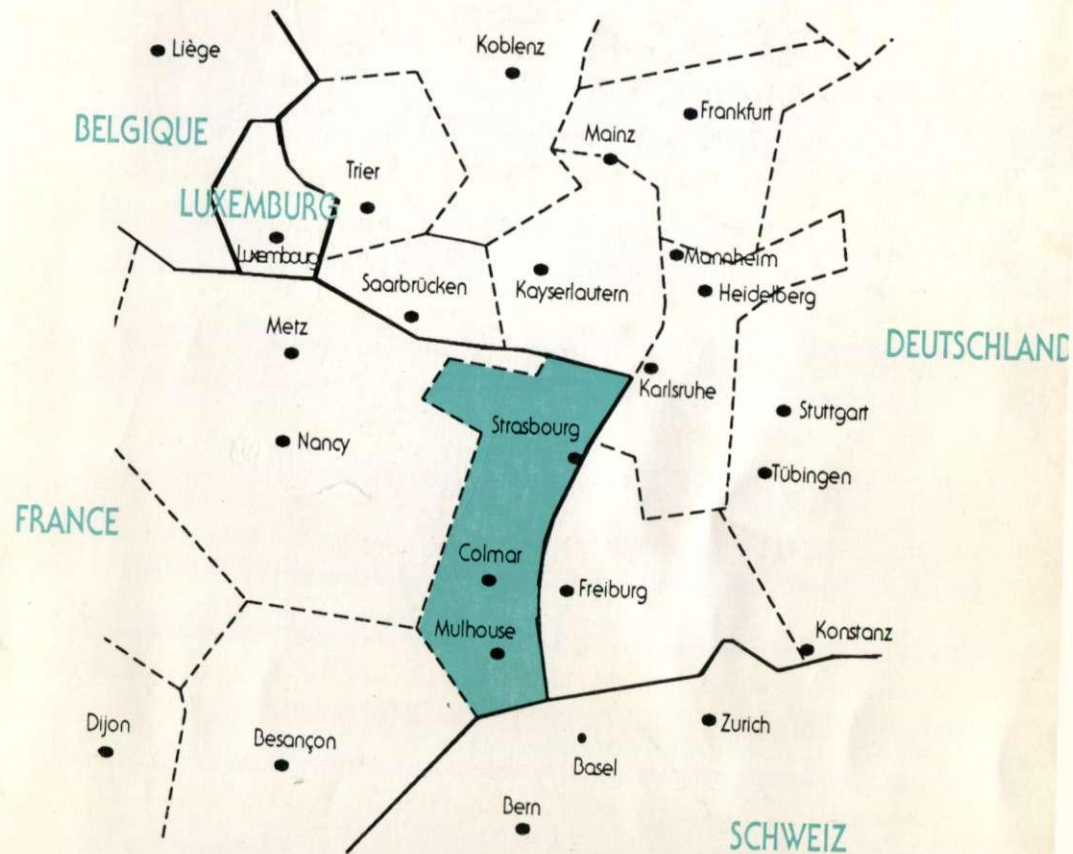 Liège
Koblenz
Frankfurt
BELGIQUE
Mainz
Trier
LUXEMBURG
Luxembourg
Mannheim
Saarbrücken
Kayserlautern
Heidelberg
Metz
DEUTSCHLAND
Karlsruhe
Stuttgart
Strasbourg
Nancy
Tübingen
FRANCE
Colmar
Freiburg
Mulhouse
Konstanz
Dijon
Besançon
Zurich
Basel
Bern
SCHWEIZ